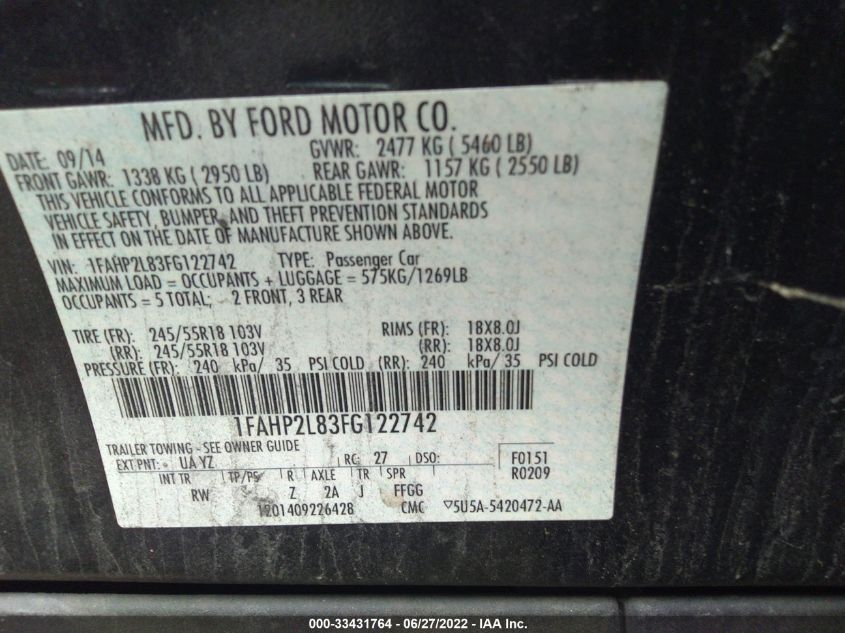 MFD. BY FORD MOTOR CO.
DATE: 09/14 GVWR: 2477 KG ( 5460 LB)
FRONT GAWR: 1338 KG ( 2950 LB) REAR GAWR: 1157 KG ( 2550 LB)
THIS VEHICLE CONFORMS TO ALL APPLICABLE FEDERAL MOTOR
VEHICLE SAFETY, BUMPER, AND THEFT PREVENTION STANDARDS
IN EFFECT ON THE DATE OF MANUFACTURE SHOWN ABOVE.
VIN: 1FAHP2L83FG122742 TYPE: Passenger Car
MAXIMUM LOAD = OCCUPANTS + LUGGAGE = 575KG/1269LB
OCCUPANTS = 5 TOTAL; 2 FRONT, 3 REAR
TIRE (FR): 245/55R18 103V RIMS (FR): 18X8.0J
(RR): 245/55R18 103V (RR): 18X8.0J
PRESSURE (FR): 240 kPa/ 35 PSI COLD (RR): 240 kPa/ 35 PSI COLD
1FAHP2L83FG122742
TRAILER TOWING - SEE OWNER GUIDE
EXT PNT: UA YZ RC: 27 DSO: F0151
INT TR TP/PS R AXLE TR SPR R0209
RW Z 2A J FFGG
1201409226428 CMC ▽5U5A-5420472-AA
000-33431764 - 06/27/2022 - IAA Inc.